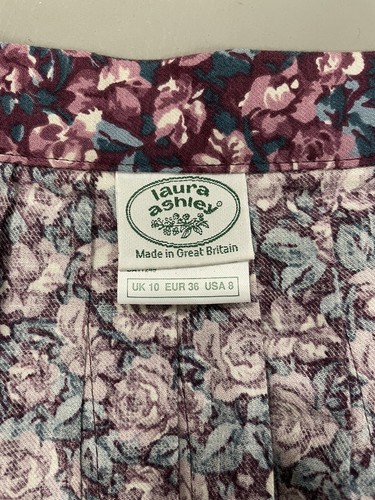 laura
ashley®
Made in Great Britain
UK 10 EUR 36 USA 8